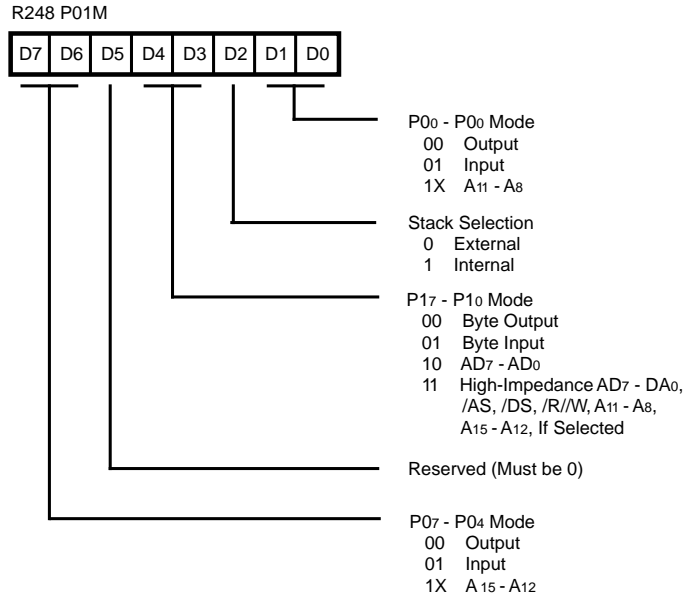 R248 P01M
D7 D6 D5 D4 D3 D2 D1 D0
P00 - P00 Mode
00 Output
01 Input
1X A11 - A8
Stack Selection
0 External
1 Internal
P17 - P10 Mode
00 Byte Output
01 Byte Input
10 AD7 - AD0
11 High-Impedance AD7 - DA0,
/AS, /DS, /R//W, A11 - A8,
A15 - A12, If Selected
Reserved (Must be 0)
P07 - P04 Mode
00 Output
01 Input
1X A 15 - A12